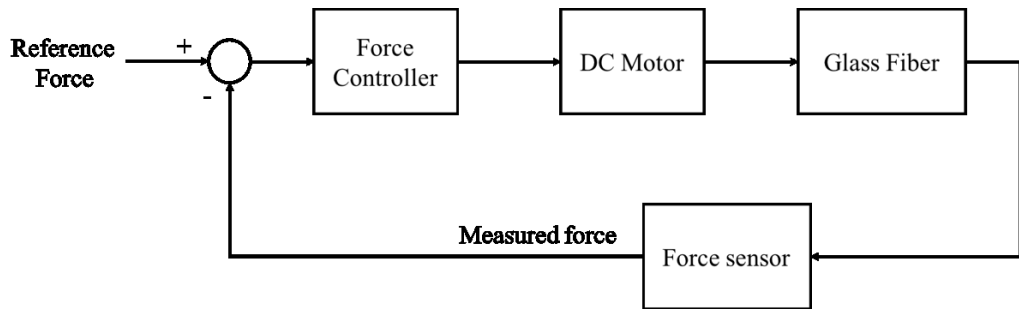 Reference
Force
+
-
Force
Controller
DC Motor
Glass Fiber
Measured force
Force sensor